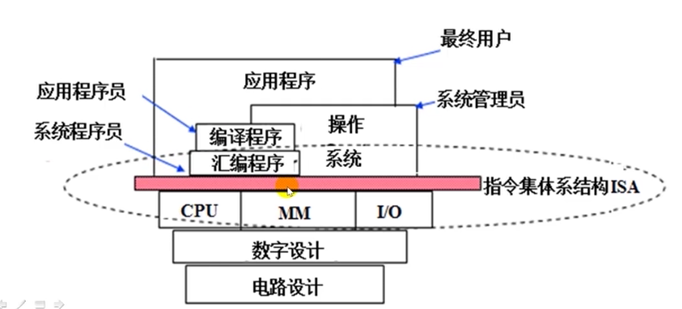 最终用户
应用程序
应用程序员
系统管理员
操作
系统程序员
编译程序
汇编程序
系统
指令集体系结构ISA
CPU
MM
I/O
数字设计
电路设计